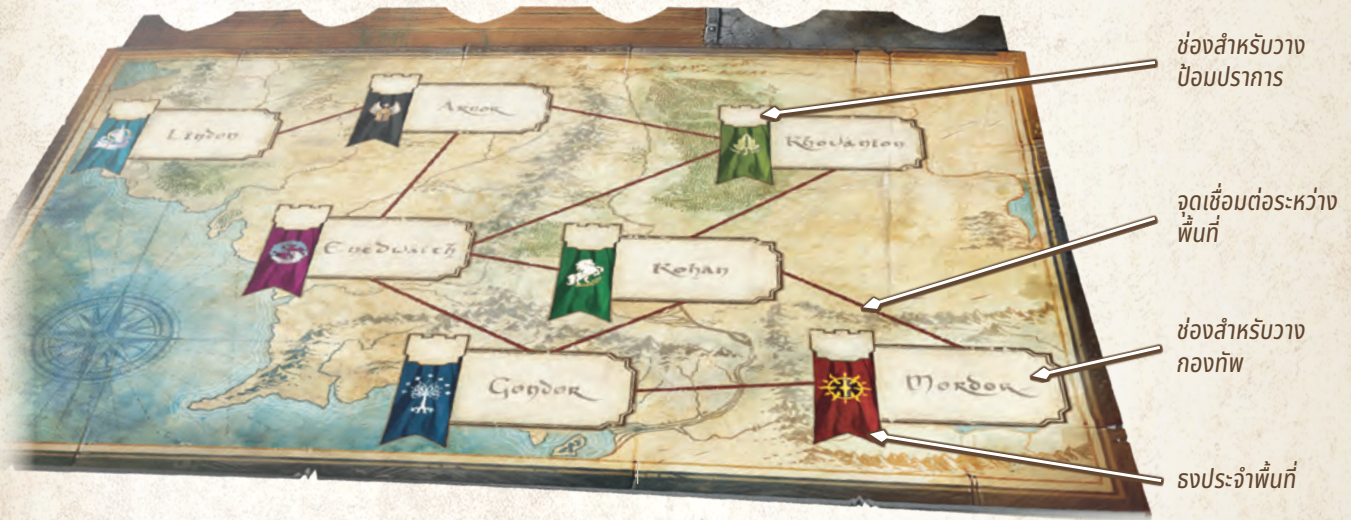 ช่องสำหรับวาง
ป้อมปราการ
Lindon
Arnor
Rhovanion
จุดเชื่อมต่อระหว่าง
พื้นที่
Enedwaith
Rohan
ช่องสำหรับวาง
กองทัพ
Gondor
Mordor
ธงประจำพื้นที่